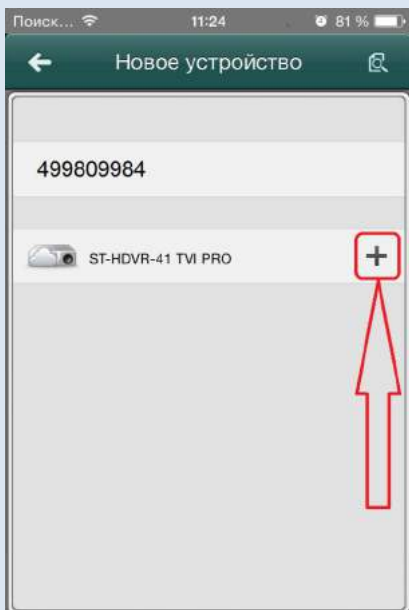 Поиск... 11:24 81 %
Новое устройство
499809984
ST-HDVR-41 TVI PRO
+